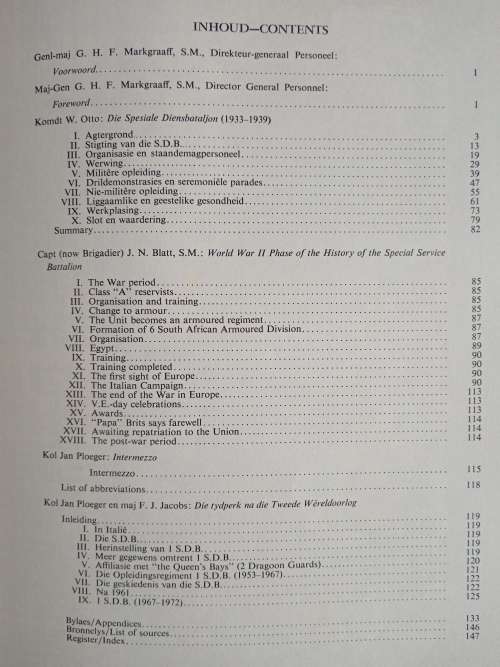 INHOUD—CONTENTS
Genl-maj G. H. F. Markgraaff, S.M., Direkteur-generaal Personeel:
Voorwoord 1
Maj-Gen G. H. F. Markgraaff, S.M., Director General Personnel:
Foreword 1
Komdt W. Otto: Die Spesiale Diensbataljon (1933–1939)
I. Agtergrond 3
II. Stigting van die S.D.B. 13
III. Organisasie en staandemagpersoneel 19
IV. Werwing 29
V. Militêre opleiding 39
VI. Drildemonstrasies en seremoniële parades 47
VII. Nie-militêre opleiding 55
VIII. Liggaamlike en geestelike gesondheid 61
IX. Werkplasing 73
X. Slot en waardering 79
Summary 82
Capt (now Brigadier) J. N. Blatt, S.M.: World War II Phase of the History of the Special Service
Battalion
I. The War period 85
II. Class "A" reservists 85
III. Organisation and training 85
IV. Change to armour 85
V. The Unit becomes an armoured regiment 87
VI. Formation of 6 South African Armoured Division 87
VII. Organisation 87
VIII. Egypt 89
IX. Training 90
X. Training completed 90
XI. The first sight of Europe 90
XII. The Italian Campaign 90
XIII. The end of the War in Europe 113
XIV. V.E.-day celebrations 113
XV. Awards 113
XVI. "Papa" Brits says farewell 114
XVII. Awaiting repatriation to the Union 114
XVIII. The post-war period 114
Kol Jan Ploeger: Intermezzo
Intermezzo 115
List of abbreviations 118
Kol Jan Ploeger en maj F. J. Jacobs: Die tydperk na die Tweede Wêreldoorlog
Inleiding 119
I. In Italië 119
II. Die S.D.B. 119
III. Herinstelling van 1 S.D.B. 119
IV. Meer gegewens omtrent 1 S.D.B. 120
V. Affiliasie met "the Queen's Bays" (2 Dragoon Guards) 121
VI. Die Opleidingsregiment 1 S.D.B. (1953–1967) 122
VII. Die geskiedenis van die S.D.B. 122
VIII. Na 1961 125
IX. 1 S.D.B. (1967–1972)
Bylaes/Appendices 133
Bronnelys/List of sources 146
Register/Index 147